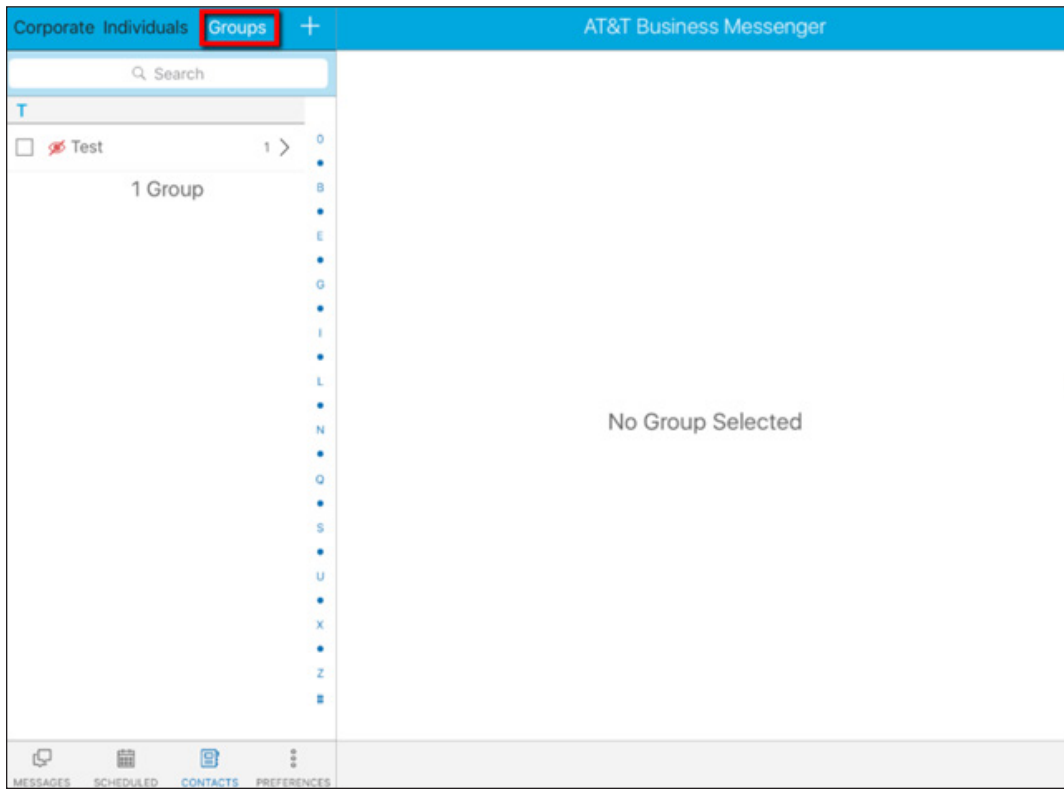 Corporate Individuals Groups + AT&T Business Messenger
Search
T
Test 1
1 Group
0
B
E
G
I
L
N
Q
S
U
X
Z
#
No Group Selected
MESSAGES SCHEDULED CONTACTS PREFERENCES